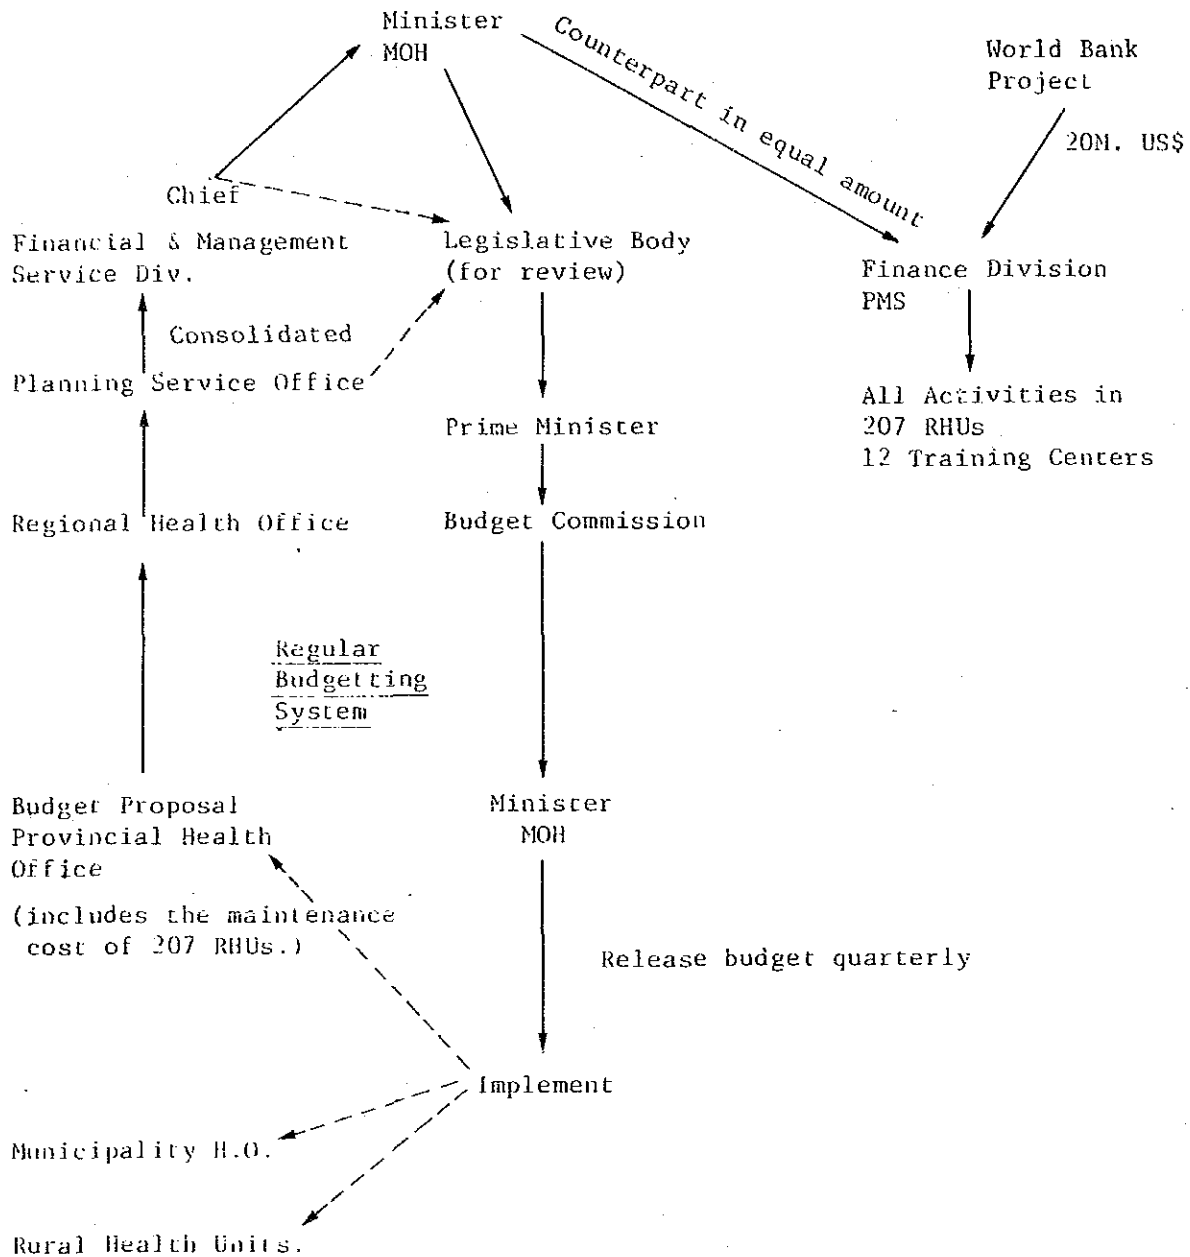 Minister
MOH
Counterpart in equal amount
World Bank
Project
20M. US$
Chief
Financial & Management
Service Div.
Legislative Body
(for review)
Finance Division
PMS
Consolidated
Planning Service Office
All Activities in
207 RHUs
12 Training Centers
Prime Minister
Regional Health Office
Budget Commission
Regular
Budgetting
System
Budget Proposal
Provincial Health
Office
(includes the maintenance
cost of 207 RHUs.)
Minister
MOH
Release budget quarterly
Implement
Municipality H.O.
Rural Health Units.